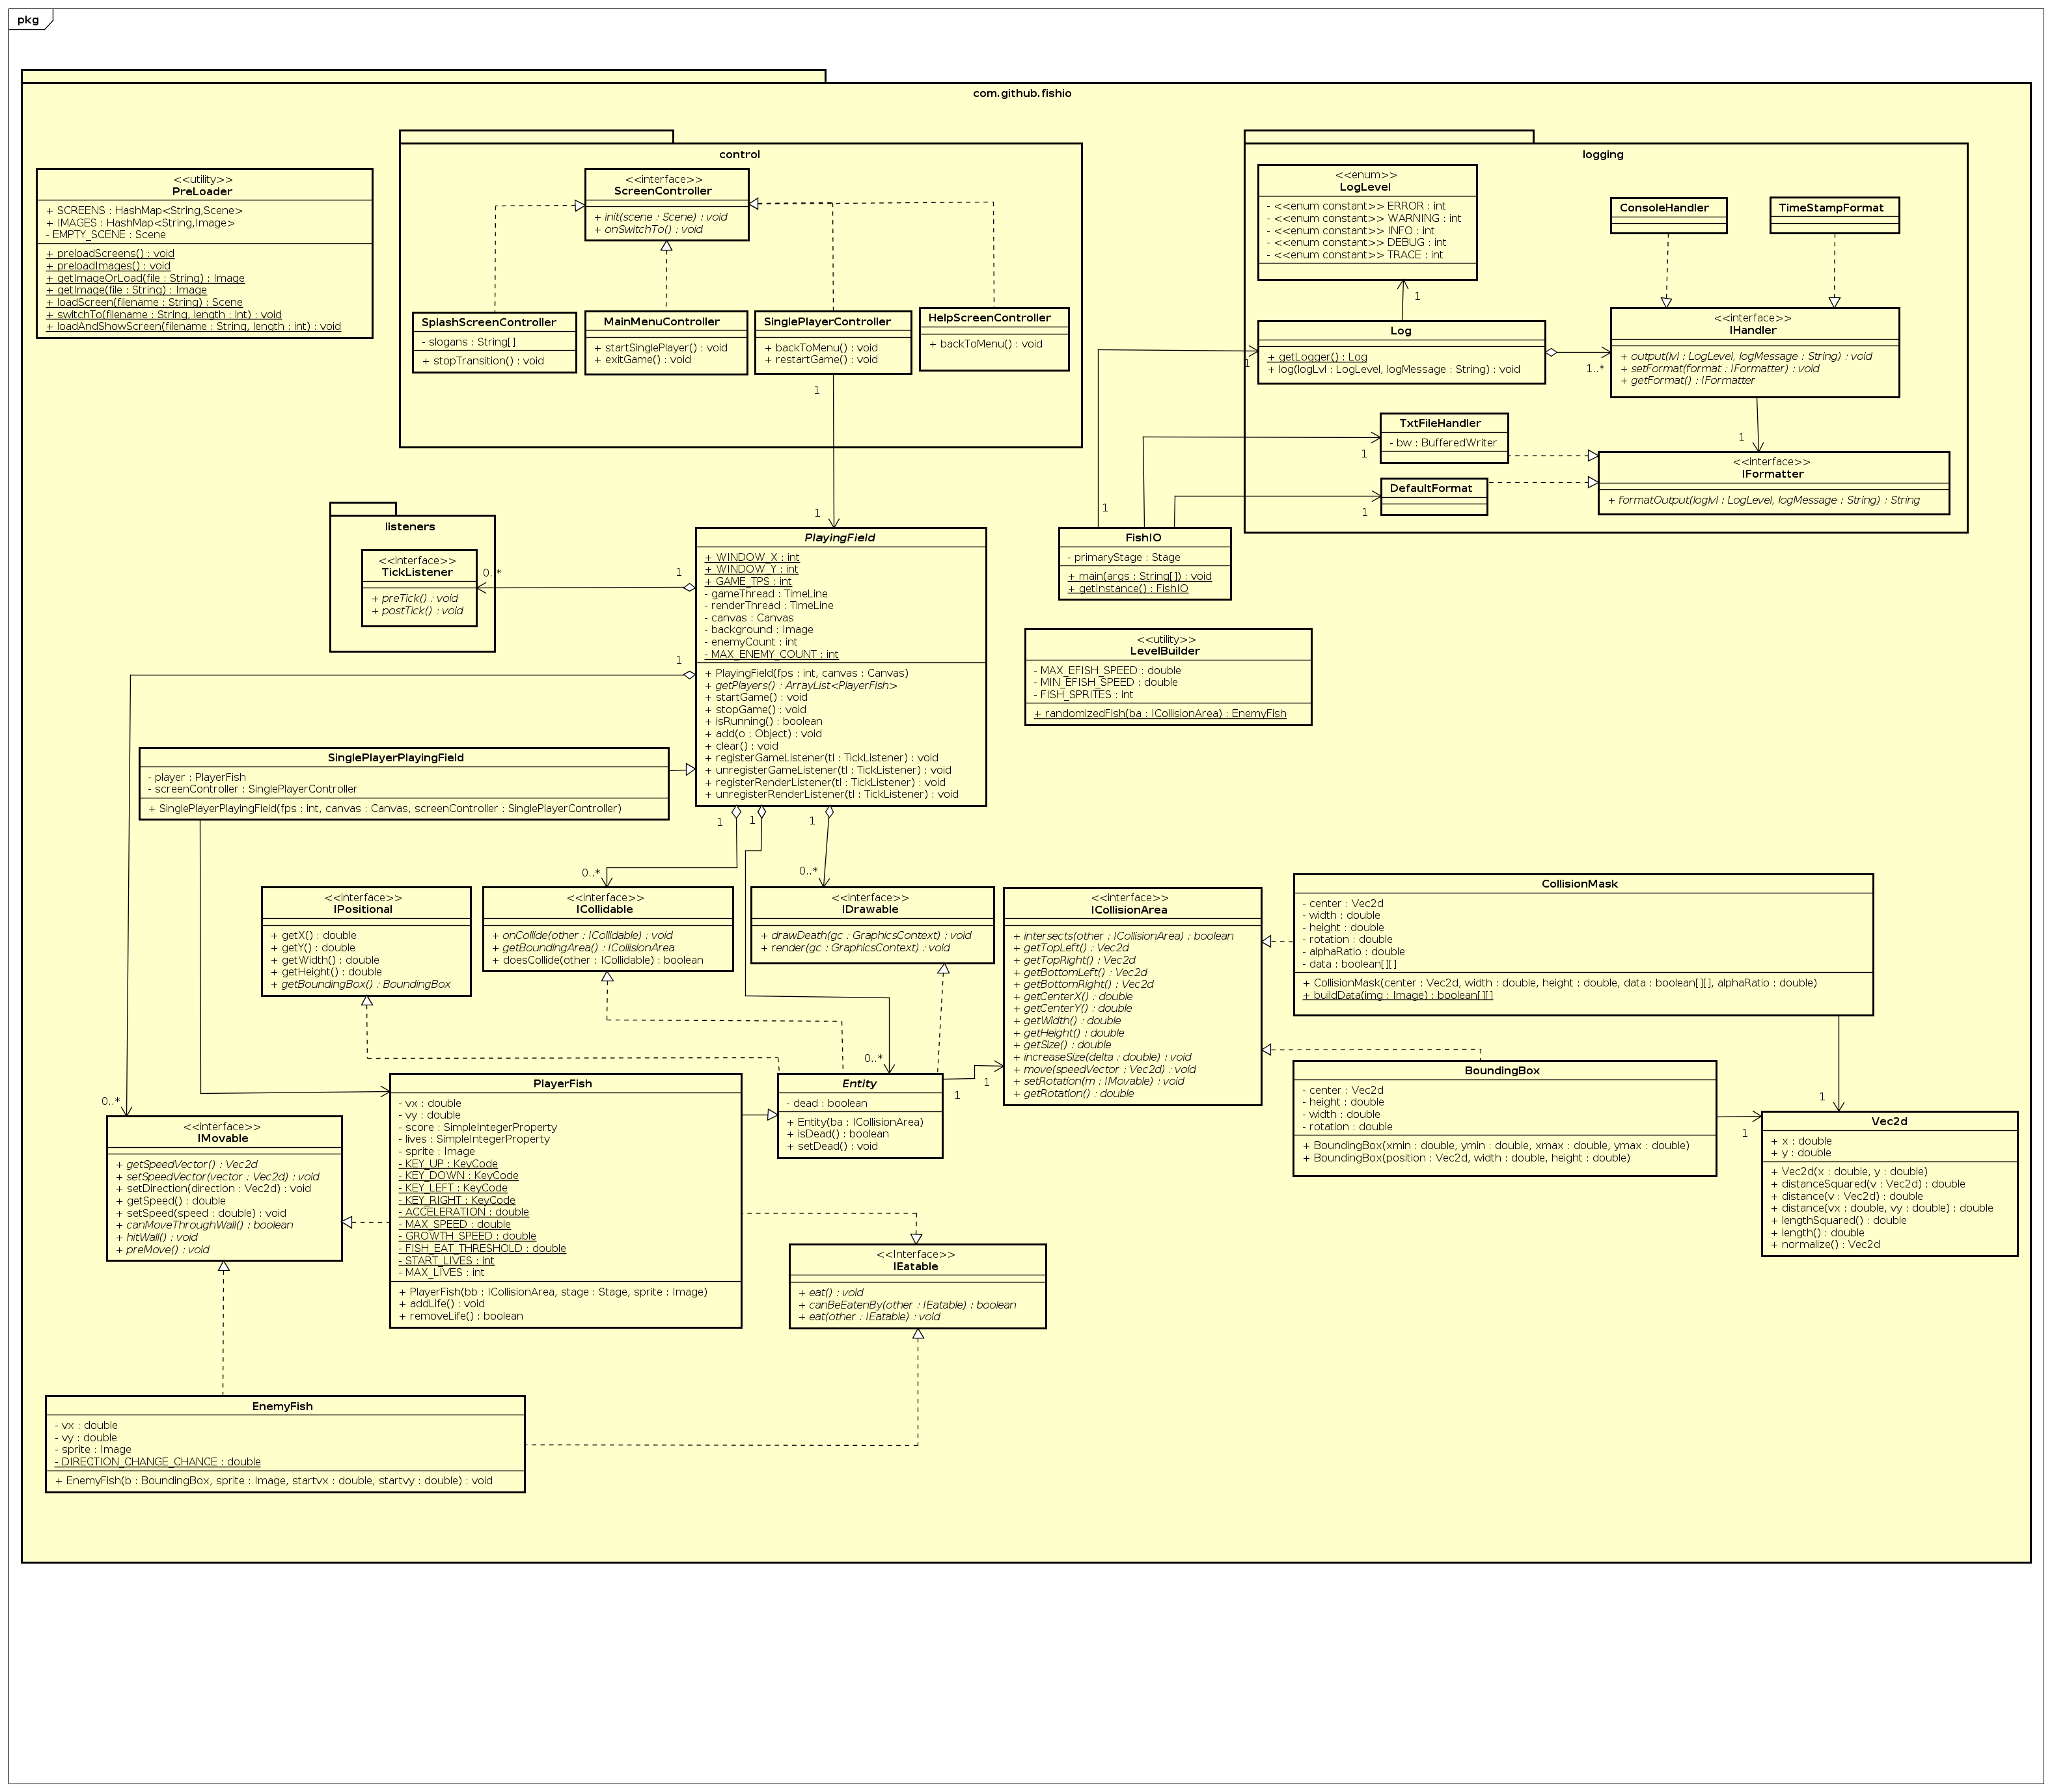 pkg
com.github.fishio
control
logging
<<utility>>
PreLoader
+ SCREENS : HashMap<String,Scene>
+ IMAGES : HashMap<String,Image>
- EMPTY_SCENE : Scene
+ preloadScreens() : void
+ preloadImages() : void
+ getImageOrLoad(file : String) : Image
+ getImage(file : String) : Image
+ loadScreen(filename : String) : Scene
+ switchTo(filename : String, length : int) : void
+ loadAndShowScreen(filename : String, length : int) : void
<<interface>>
ScreenController
+ init(scene : Scene) : void
+ onSwitchTo() : void
SplashScreenController
- slogans : String[]
+ stopTransition() : void
MainMenuController
+ startSinglePlayer() : void
+ exitGame() : void
SinglePlayerController
+ backToMenu() : void
+ restartGame() : void
HelpScreenController
+ backToMenu() : void
1
1
<<enum>>
LogLevel
- <<enum constant>> ERROR : int
- <<enum constant>> WARNING : int
- <<enum constant>> INFO : int
- <<enum constant>> DEBUG : int
- <<enum constant>> TRACE : int
ConsoleHandler
TimeStampFormat
1
Log
+ getLogger() : Log
+ log(logLvl : LogLevel, logMessage : String) : void
1
1..*
<<interface>>
IHandler
+ output(lvl : LogLevel, logMessage : String) : void
+ setFormat(format : IFormatter) : void
+ getFormat() : IFormatter
1
TxtFileHandler
- bw : BufferedWriter
1
<<interface>>
IFormatter
+ formatOutput(loglvl : LogLevel, logMessage : String) : String
DefaultFormat
1
1
FishIO
- primaryStage : Stage
+ main(args : String[]) : void
+ getInstance() : FishIO
listeners
<<interface>>
TickListener
+ preTick() : void
+ postTick() : void
0..*
1
1
PlayingField
+ WINDOW_X : int
+ WINDOW_Y : int
+ GAME_TPS : int
- gameThread : TimeLine
- renderThread : TimeLine
- canvas : Canvas
- background : Image
- enemyCount : int
- MAX_ENEMY_COUNT : int
+ PlayingField(fps : int, canvas : Canvas)
+ getPlayers() : ArrayList<PlayerFish>
+ startGame() : void
+ stopGame() : void
+ isRunning() : boolean
+ add(o : Object) : void
+ clear() : void
+ registerGameListener(tl : TickListener) : void
+ unregisterGameListener(tl : TickListener) : void
+ registerRenderListener(tl : TickListener) : void
+ unregisterRenderListener(tl : TickListener) : void
<<utility>>
LevelBuilder
- MAX_EFISH_SPEED : double
- MIN_EFISH_SPEED : double
- FISH_SPRITES : int
+ randomizedFish(ba : ICollisionArea) : EnemyFish
SinglePlayerPlayingField
- player : PlayerFish
- screenController : SinglePlayerController
+ SinglePlayerPlayingField(fps : int, canvas : Canvas, screenController : SinglePlayerController)
1
1
1
0..*
0..*
<<interface>>
IPositional
+ getX() : double
+ getY() : double
+ getWidth() : double
+ getHeight() : double
+ getBoundingBox() : BoundingBox
<<interface>>
ICollidable
+ onCollide(other : ICollidable) : void
+ getBoundingArea() : ICollisionArea
+ doesCollide(other : ICollidable) : boolean
<<interface>>
IDrawable
+ drawDeath(gc : GraphicsContext) : void
+ render(gc : GraphicsContext) : void
<<interface>>
ICollisionArea
+ intersects(other : ICollisionArea) : boolean
+ getTopLeft() : Vec2d
+ getTopRight() : Vec2d
+ getBottomLeft() : Vec2d
+ getBottomRight() : Vec2d
+ getCenterX() : double
+ getCenterY() : double
+ getWidth() : double
+ getHeight() : double
+ getSize() : double
+ increaseSize(delta : double) : void
+ move(speedVector : Vec2d) : void
+ setRotation(m : IMovable) : void
+ getRotation() : double
CollisionMask
- center : Vec2d
- width : double
- height : double
- rotation : double
- alphaRatio : double
- data : boolean[][]
+ CollisionMask(center : Vec2d, width : double, height : double, data : boolean[][], alphaRatio : double)
+ buildData(img : Image) : boolean[][]
0..*
BoundingBox
- center : Vec2d
- height : double
- width : double
- rotation : double
+ BoundingBox(xmin : double, ymin : double, xmax : double, ymax : double)
+ BoundingBox(position : Vec2d, width : double, height : double)
1
1
Vec2d
+ x : double
+ y : double
+ Vec2d(x : double, y : double)
+ distanceSquared(v : Vec2d) : double
+ distance(v : Vec2d) : double
+ distance(vx : double, vy : double) : double
+ lengthSquared() : double
+ length() : double
+ normalize() : Vec2d
Entity
- dead : boolean
+ Entity(ba : ICollisionArea)
+ isDead() : boolean
+ setDead() : void
1
1
PlayerFish
- vx : double
- vy : double
- score : SimpleIntegerProperty
- lives : SimpleIntegerProperty
- sprite : Image
- KEY_UP : KeyCode
- KEY_DOWN : KeyCode
- KEY_LEFT : KeyCode
- KEY_RIGHT : KeyCode
- ACCELERATION : double
- MAX_SPEED : double
- GROWTH_SPEED : double
- FISH_EAT_THRESHOLD : double
- START_LIVES : int
- MAX_LIVES : int
+ PlayerFish(bb : ICollisionArea, stage : Stage, sprite : Image)
+ addLife() : void
+ removeLife() : boolean
0..*
<<interface>>
IMovable
+ getSpeedVector() : Vec2d
+ setSpeedVector(vector : Vec2d) : void
+ setDirection(direction : Vec2d) : void
+ getSpeed() : double
+ setSpeed(speed : double) : void
+ canMoveThroughWall() : boolean
+ hitWall() : void
+ preMove() : void
<<Interface>>
IEatable
+ eat() : void
+ canBeEatenBy(other : IEatable) : boolean
+ eat(other : IEatable) : void
EnemyFish
- vx : double
- vy : double
- sprite : Image
- DIRECTION_CHANGE_CHANCE : double
+ EnemyFish(b : BoundingBox, sprite : Image, startvx : double, startvy : double) : void